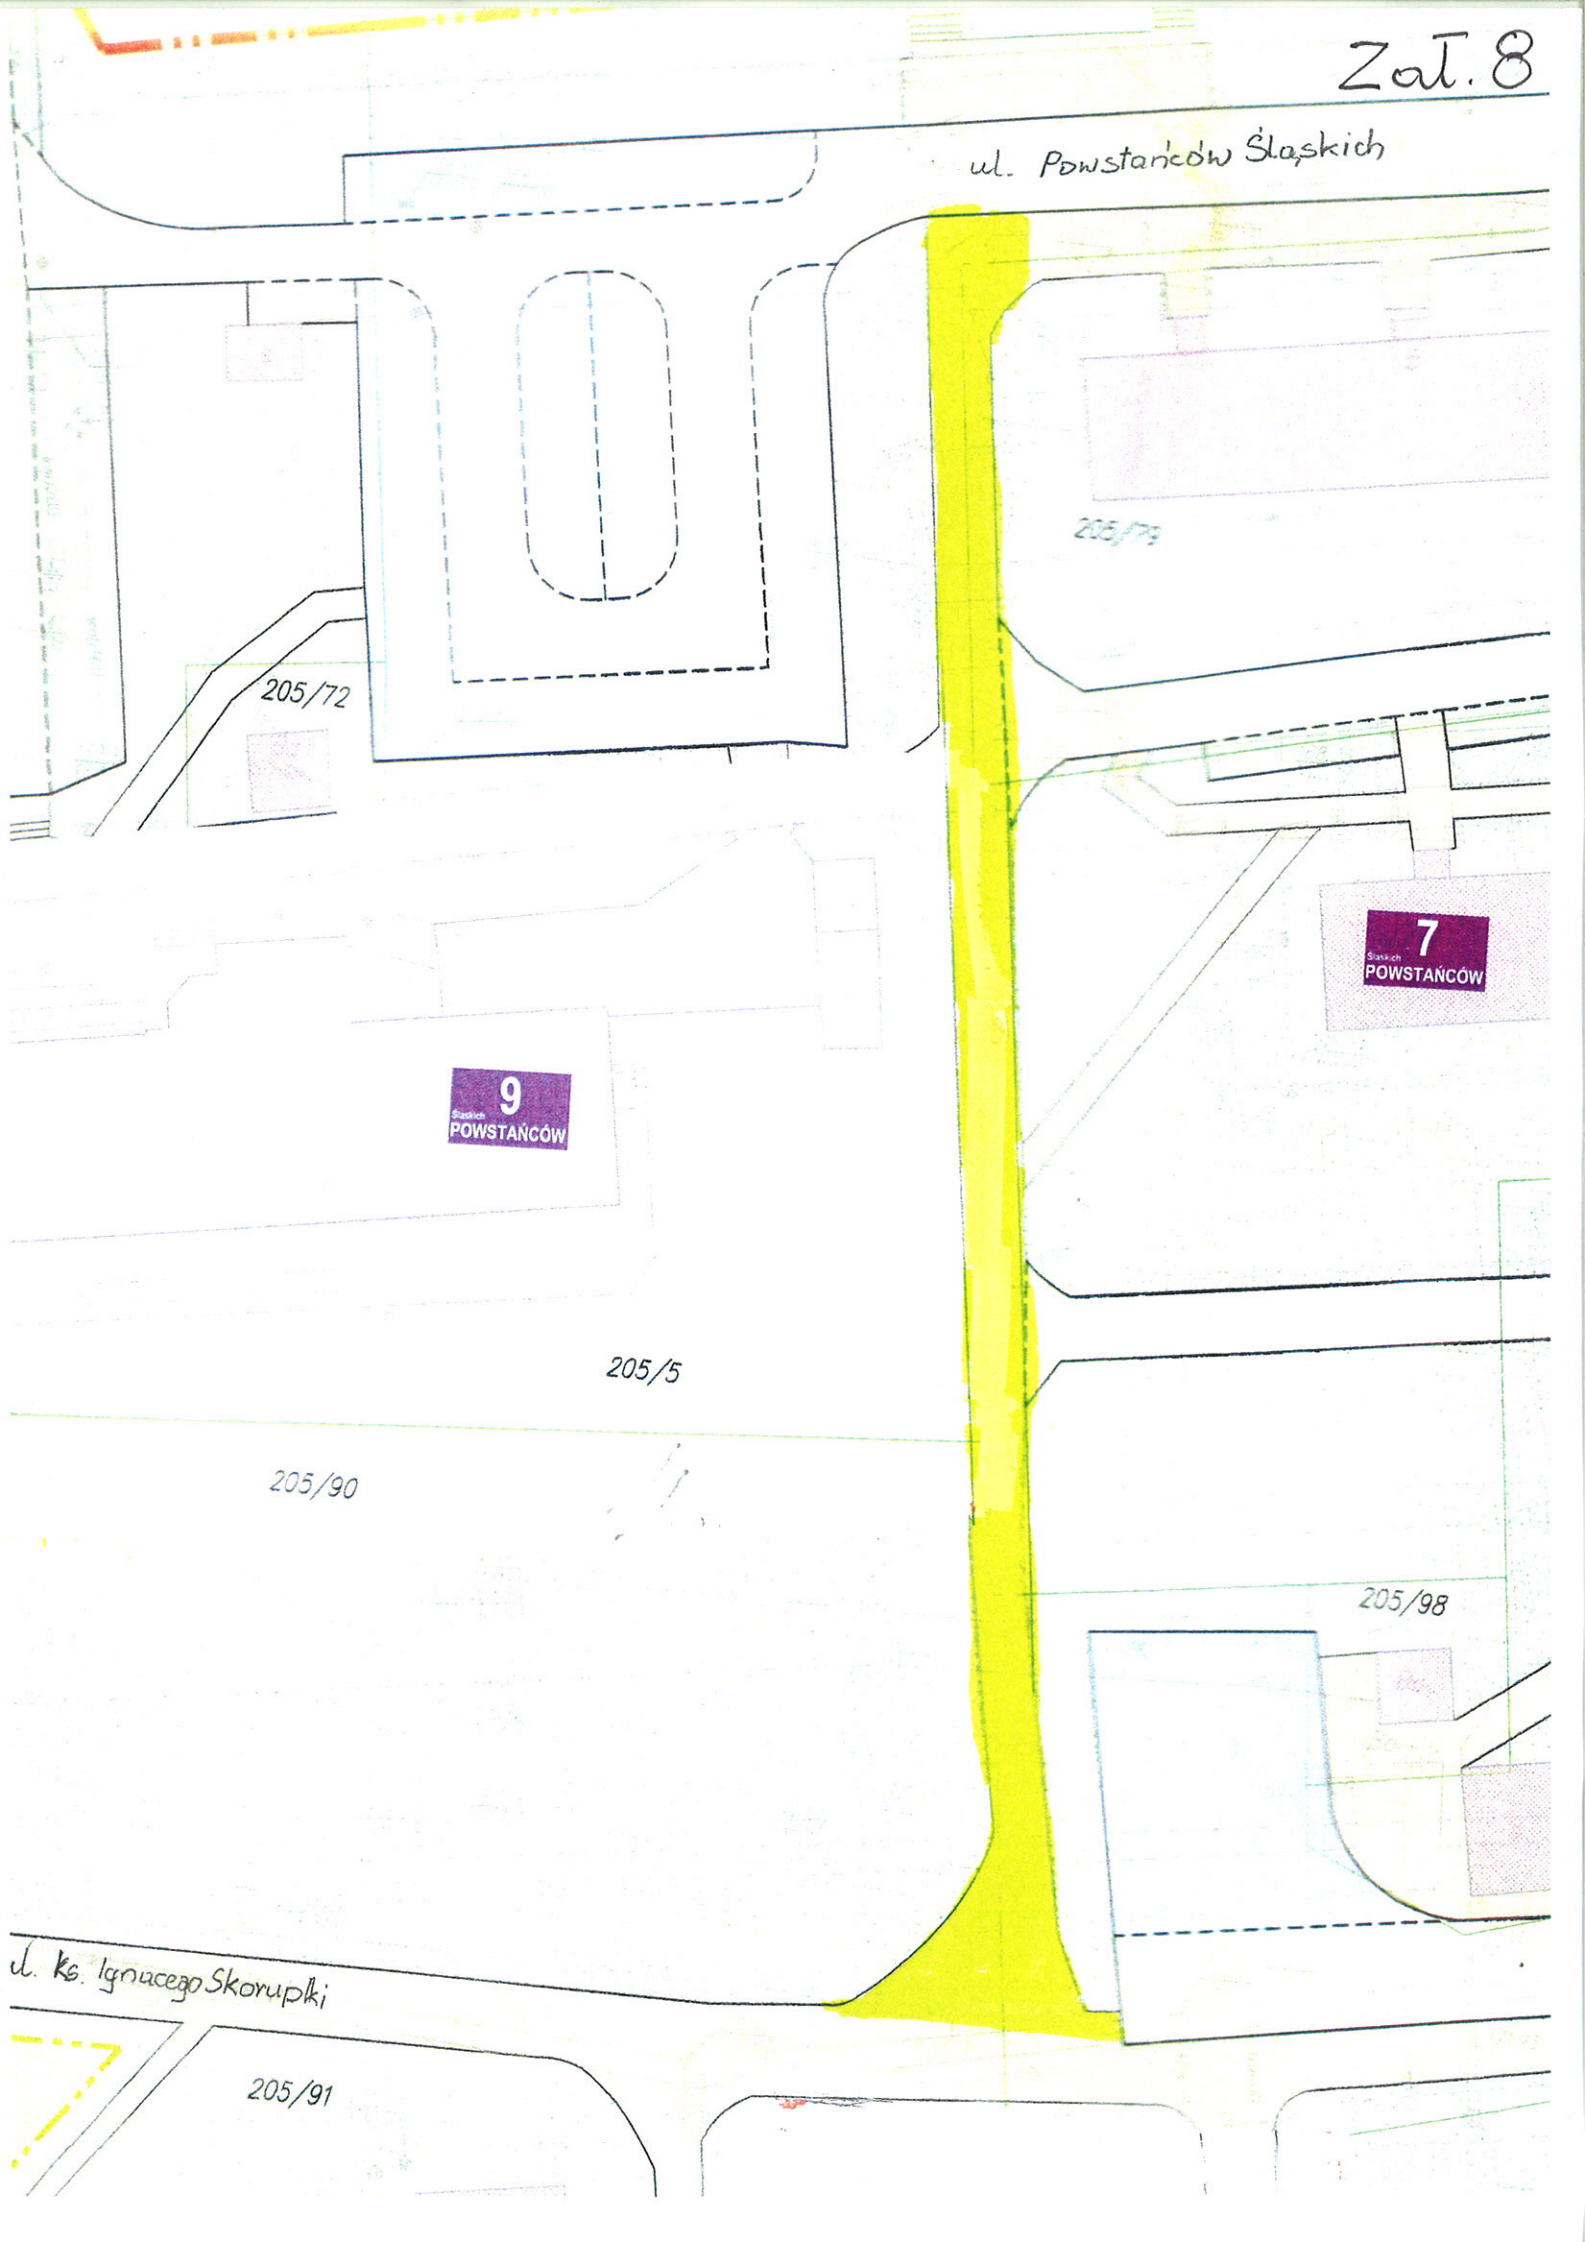 Zał. 8
ul. Powstańców Śląskich
205/79
205/72
7
Śląskich
POWSTAŃCÓW
9
Śląskich
POWSTAŃCÓW
205/5
205/90
205/98
ul. ks. Ignacego Skorupki
205/91